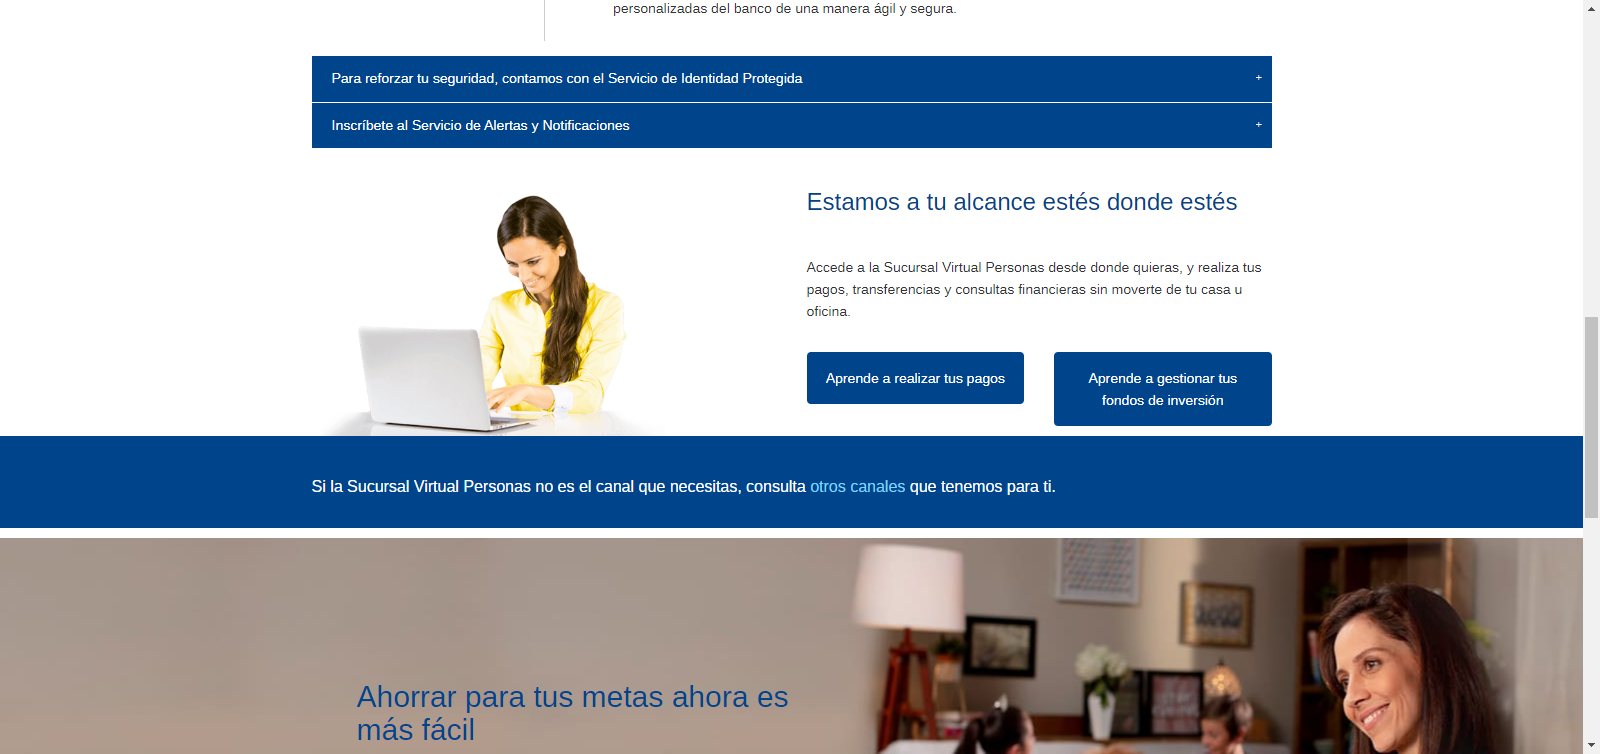 personalizadas del banco de una manera ágil y segura.
Para reforzar tu seguridad, contamos con el Servicio de Identidad Protegida +
Inscríbete al Servicio de Alertas y Notificaciones +
Estamos a tu alcance estés donde estés
Accede a la Sucursal Virtual Personas desde donde quieras, y realiza tus
pagos, transferencias y consultas financieras sin moverte de tu casa u
oficina.
Aprende a realizar tus pagos
Aprende a gestionar tus
fondos de inversión
Si la Sucursal Virtual Personas no es el canal que necesitas, consulta otros canales que tenemos para ti.
Ahorrar para tus metas ahora es
más fácil